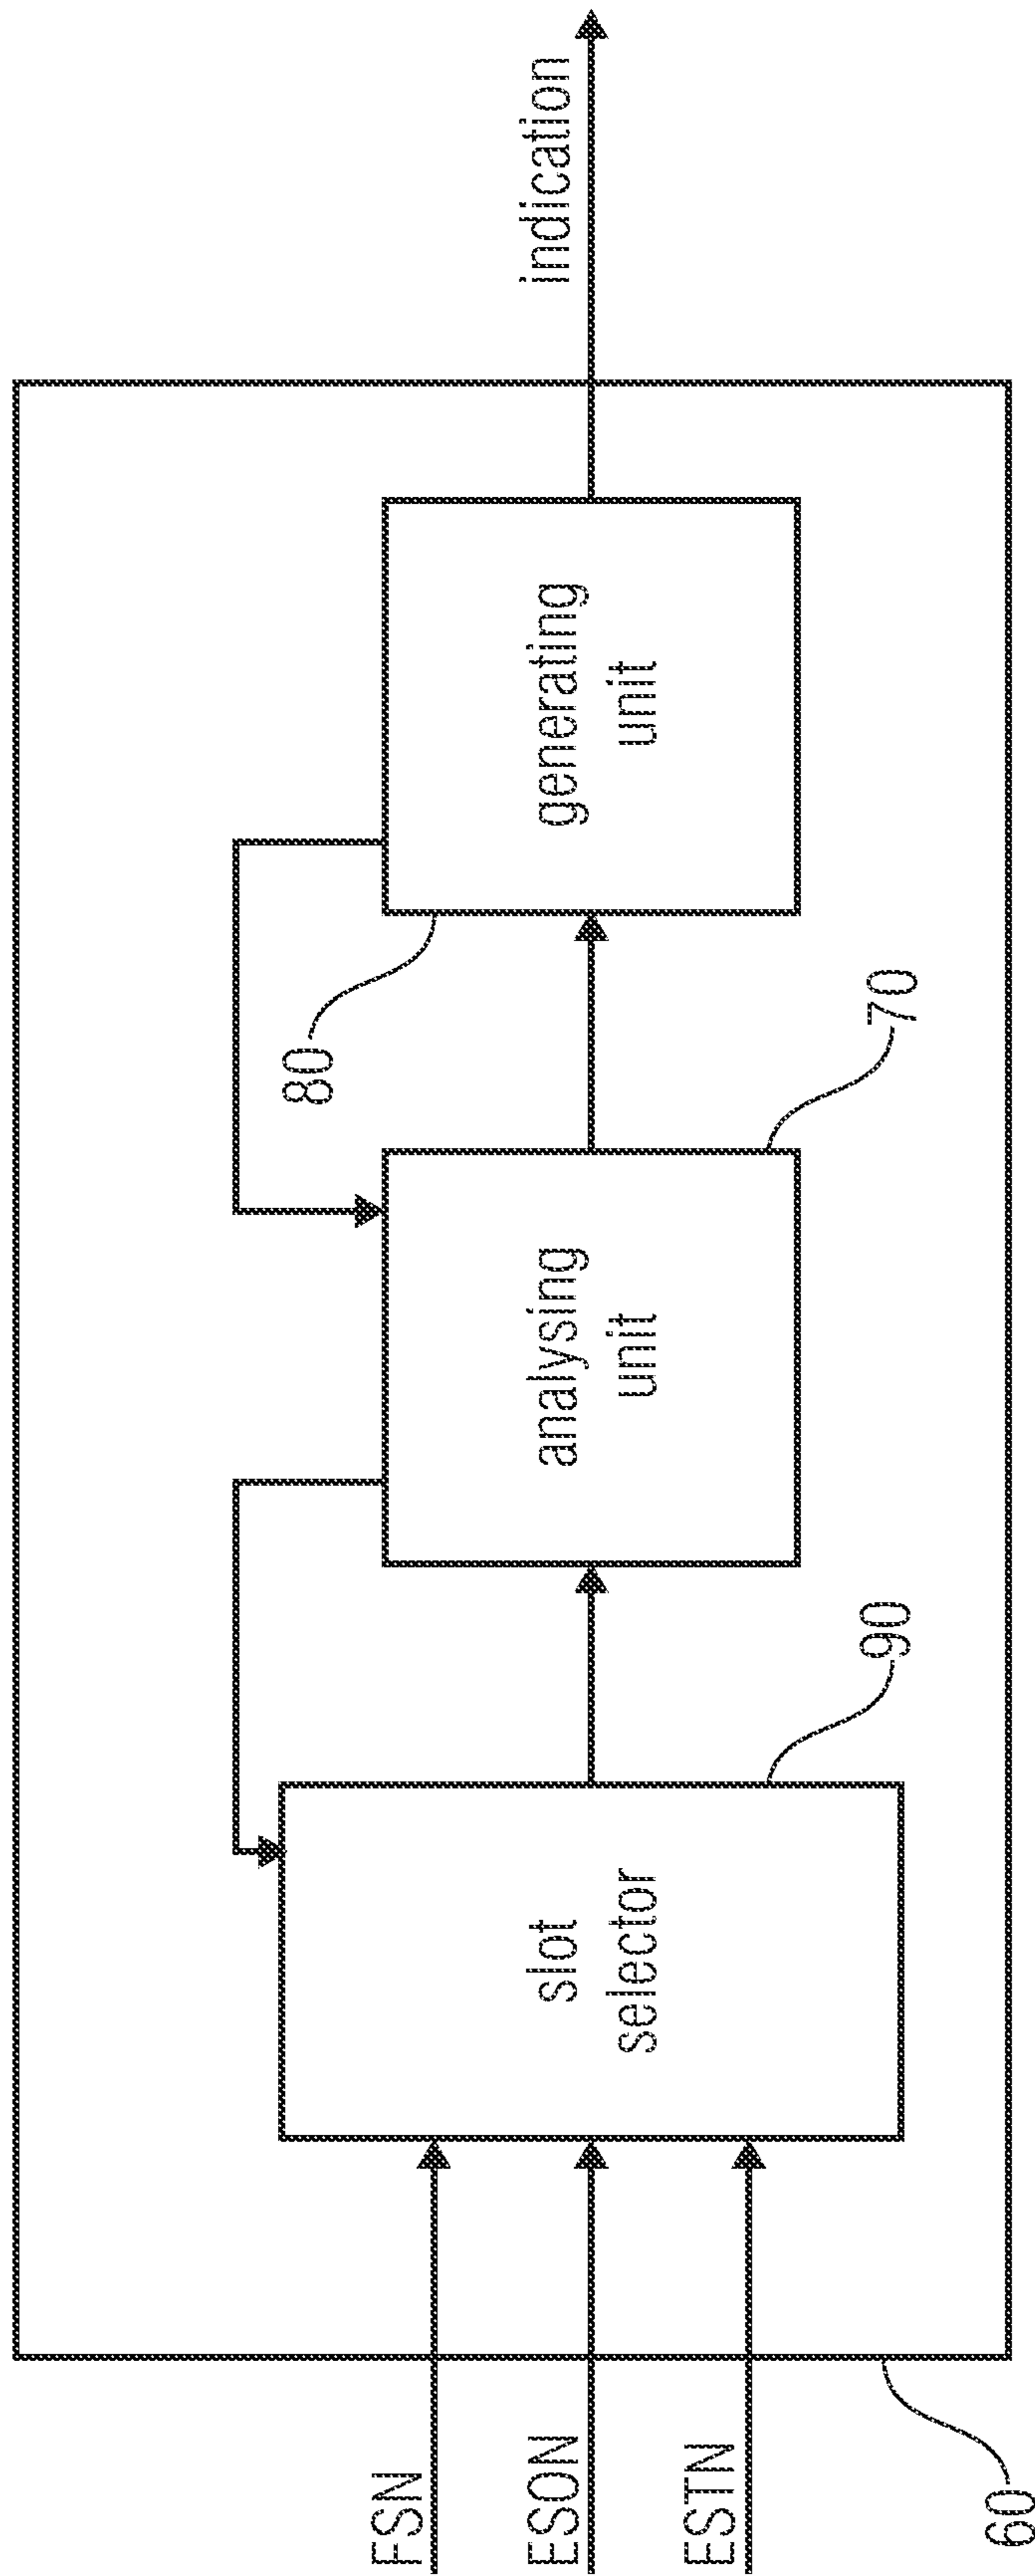 FSN
ESON
ESTN
60
slot
selector
90
analysing
unit
70
generating
unit
80
indication